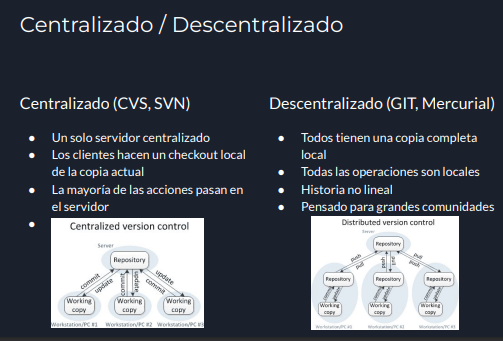 Centralizado / Descentralizado
Centralizado (CVS, SVN)
● Un solo servidor centralizado
● Los clientes hacen un checkout local
de la copia actual
● La mayoría de las acciones pasan en
el servidor
●
Centralized version control
Server
Repository
commit
update
commit
update
update
commit
Working
copy
Working
copy
Working
copy
Workstation/PC #1
Workstation/PC #2
Workstation/PC #3
Descentralizado (GIT, Mercurial)
● Todos tienen una copia completa
local
● Todas las operaciones son locales
● Historia no lineal
● Pensado para grandes comunidades
Distributed version control
Server
Repository
push
pull
push
pull
pull
push
Repository
Repository
Repository
Working
copy
Working
copy
Working
copy
Workstation/PC #1
Workstation/PC #2
Workstation/PC #3